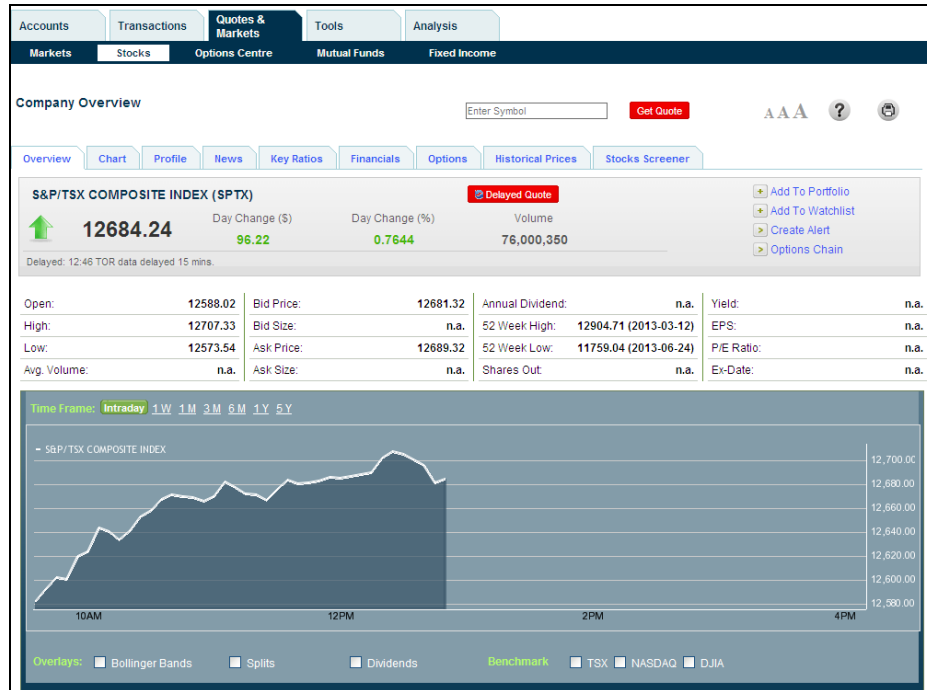 Accounts Transactions Quotes & Markets Tools Analysis
Markets Stocks Options Centre Mutual Funds Fixed Income
Company Overview Enter Symbol Get Quote A A A ?
Overview Chart Profile News Key Ratios Financials Options Historical Prices Stocks Screener
S&P/TSX COMPOSITE INDEX (SPTX) Delayed Quote + Add To Portfolio
12684.24 Day Change ($) Day Change (%) Volume + Add To Watchlist
96.22 0.7644 76,000,350 > Create Alert
Delayed: 12:46 TOR data delayed 15 mins. > Options Chain
Open: 12588.02 Bid Price: 12681.32 Annual Dividend: n.a. Yield: n.a.
High: 12707.33 Bid Size: n.a. 52 Week High: 12904.71 (2013-03-12) EPS: n.a.
Low: 12573.54 Ask Price: 12689.32 52 Week Low: 11759.04 (2013-06-24) P/E Ratio: n.a.
Avg. Volume: n.a. Ask Size: n.a. Shares Out: n.a. Ex-Date: n.a.
Time Frame: Intraday 1W 1M 3M 6M 1Y 5Y
S&P/TSX COMPOSITE INDEX
12,700.00
12,680.00
12,660.00
12,640.00
12,620.00
12,600.00
12,580.00
10AM 12PM 2PM 4PM
Overlays: Bollinger Bands Splits Dividends Benchmark TSX NASDAQ DJIA